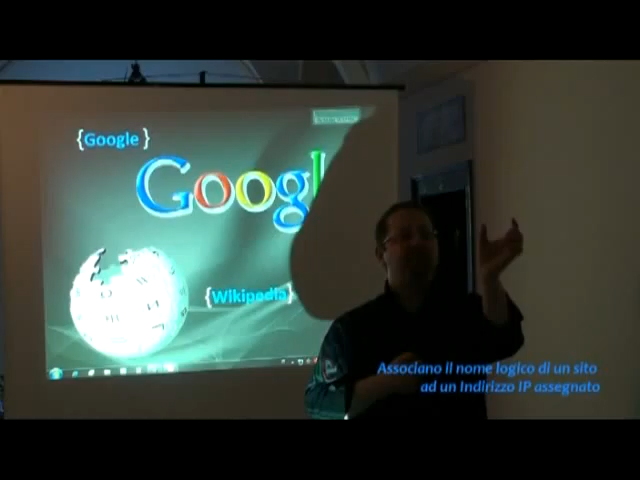 {Google }
Googl
{Wikipedia}
Associano il nome logico di un sito
ad un Indirizzo IP assegnato